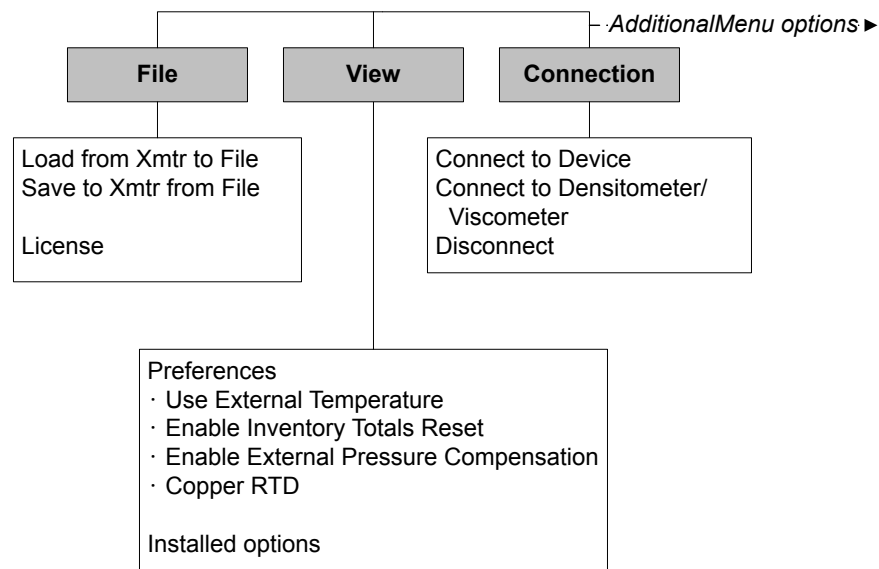 AdditionalMenu options
File
View
Connection
Load from Xmtr to File
Save to Xmtr from File
License
Connect to Device
Connect to Densitometer/
Viscometer
Disconnect
Preferences
· Use External Temperature
· Enable Inventory Totals Reset
· Enable External Pressure Compensation
· Copper RTD
Installed options